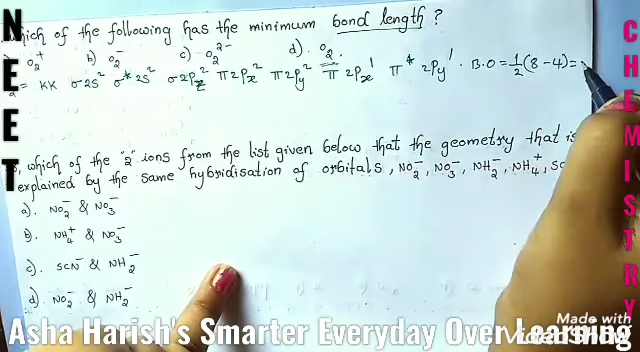 which of the following has the minimum bond length ?
a) O₂⁺ b) O₂⁻ c) O₂²⁻ d). O₂.
= KK σ2s² σ*2s² σ2Pz² π2Px² π2Py² π*2Px¹ π*2Py¹ . B.O = ½(8-4)=
which of the "2" ions from the list given below that the geometry that is
explained by the same hybridisation of orbitals, NO₂⁻, NO₃⁻, NH₂⁻, NH₄⁺, SC
a). NO₂⁻ & NO₃⁻
b). NH₄⁺ & NO₃⁻
c). SCN⁻ & NH₂⁻
d). NO₂⁻ & NH₂⁻
NEET
CHEMISTRY
Made with
Asha Harish's Smarter Everyday Over Learning